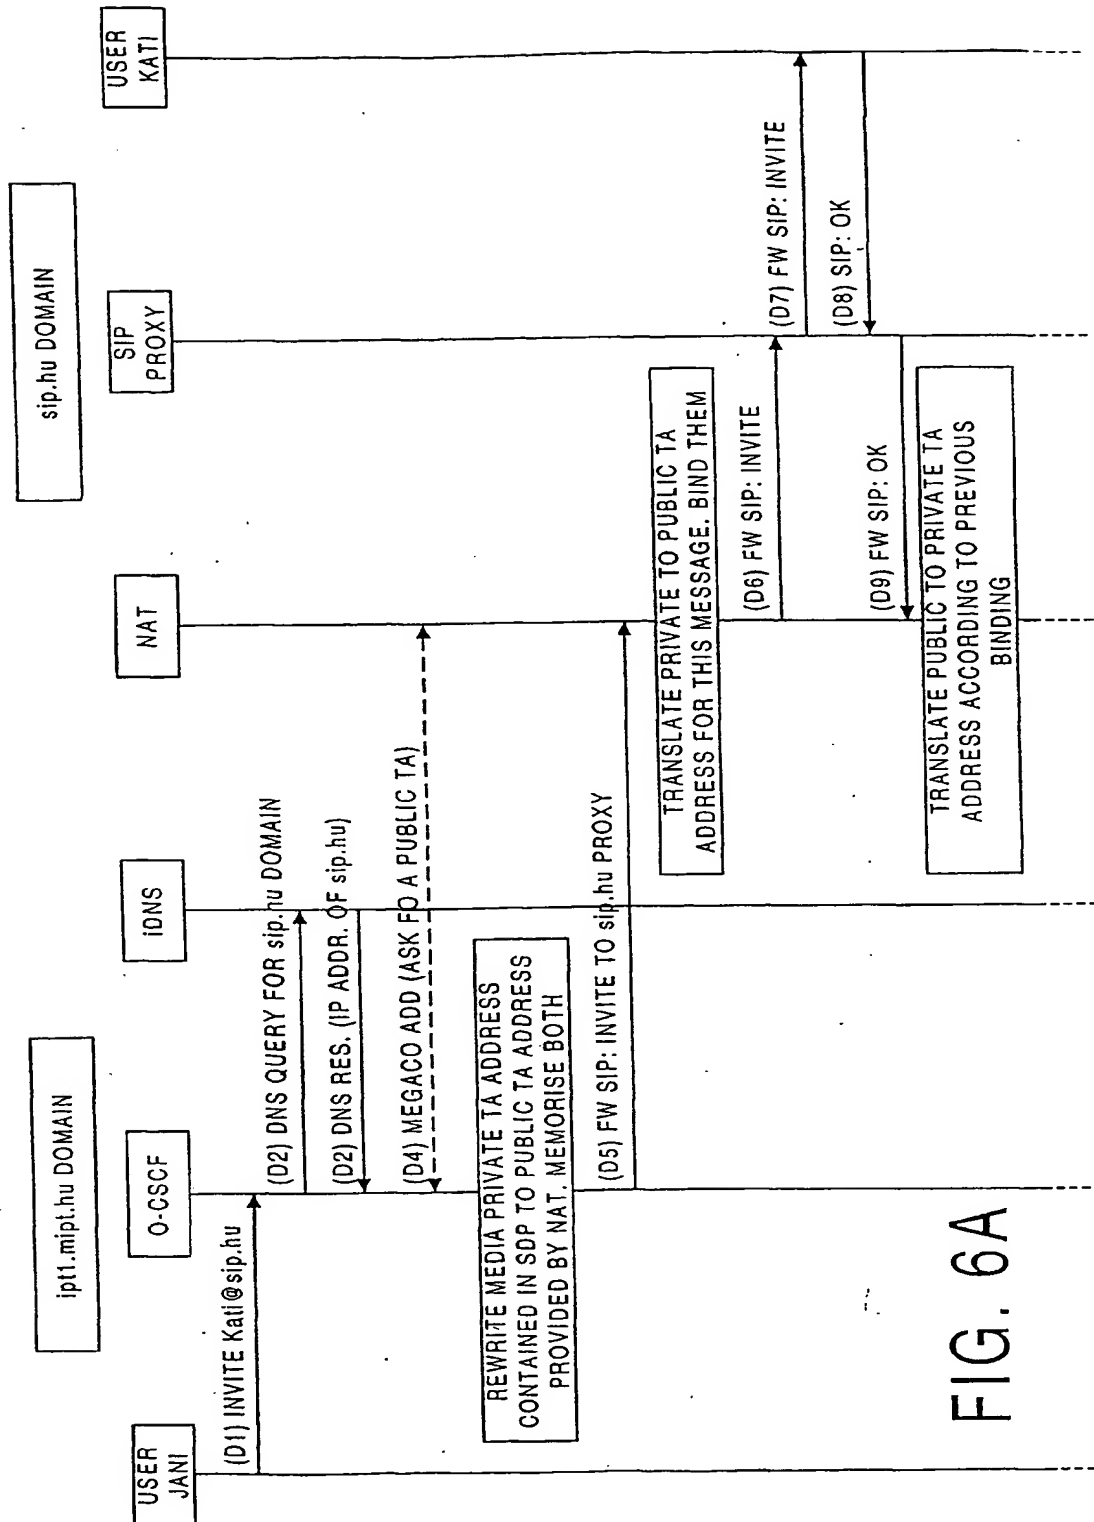 ipt1.mipt.hu DOMAIN
sip.hu DOMAIN
USER
JANI
O-CSCF
iDNS
NAT
SIP
PROXY
USER
KATI
(D1) INVITE Kati@sip.hu
(D2) DNS QUERY FOR sip.hu DOMAIN
(D2) DNS RES. (IP ADDR. OF sip.hu)
(D4) MEGACO ADD (ASK FO A PUBLIC TA)
REWRITE MEDIA PRIVATE TA ADDRESS
CONTAINED IN SDP TO PUBLIC TA ADDRESS
PROVIDED BY NAT. MEMORISE BOTH
(D5) FW SIP: INVITE TO sip.hu PROXY
TRANSLATE PRIVATE TO PUBLIC TA
ADDRESS FOR THIS MESSAGE. BIND THEM
(D6) FW SIP: INVITE
(D7) FW SIP: INVITE
(D8) SIP: OK
(D9) FW SIP: OK
TRANSLATE PUBLIC TO PRIVATE TA
ADDRESS ACCORDING TO PREVIOUS
BINDING
FIG. 6A